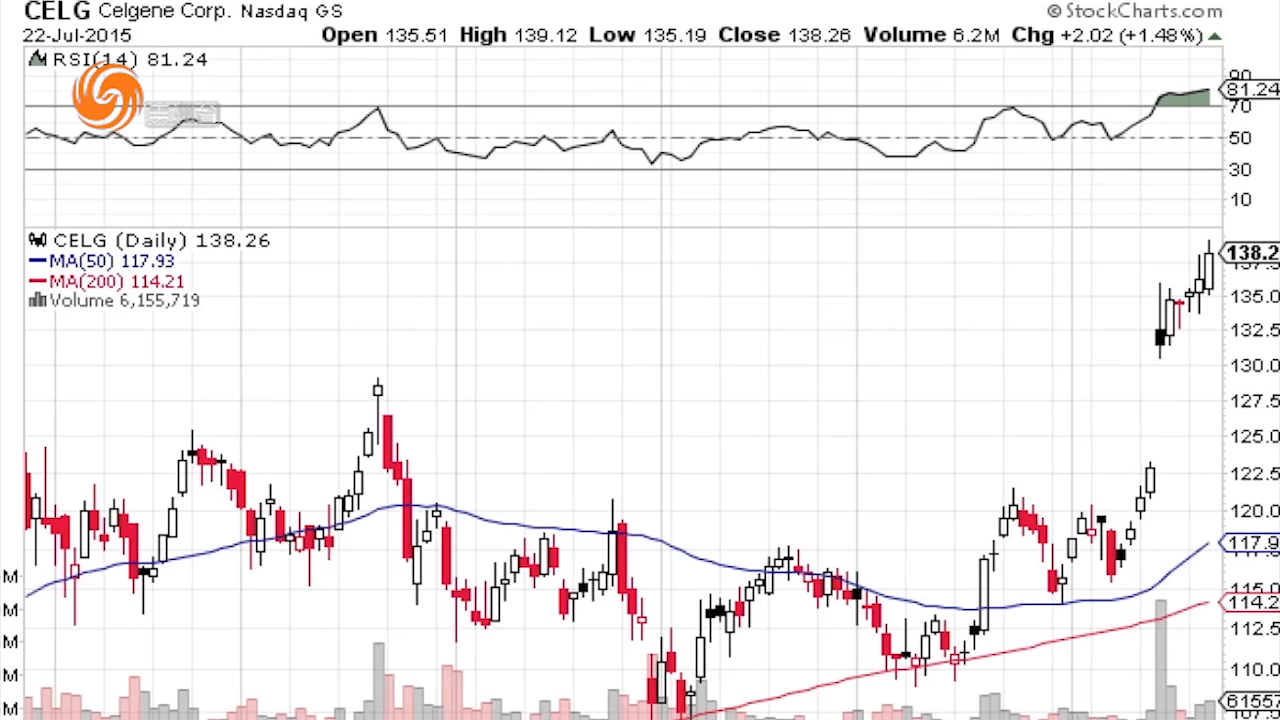 CELG Celgene Corp. Nasdaq GS © StockCharts.com
22-Jul-2015 Open 135.51 High 139.12 Low 135.19 Close 138.26 Volume 6.2M Chg +2.02 (+1.48%)
RSI(14) 81.24
90
81.24
70
50
30
10
CELG (Daily) 138.26
MA(50) 117.93
MA(200) 114.21
Volume 6,155,719
138.2
137.5
135.0
132.5
130.0
127.5
125.0
122.5
120.0
117.9
117.5
115.0
114.2
112.5
110.0
61557
M
M
M
M
M